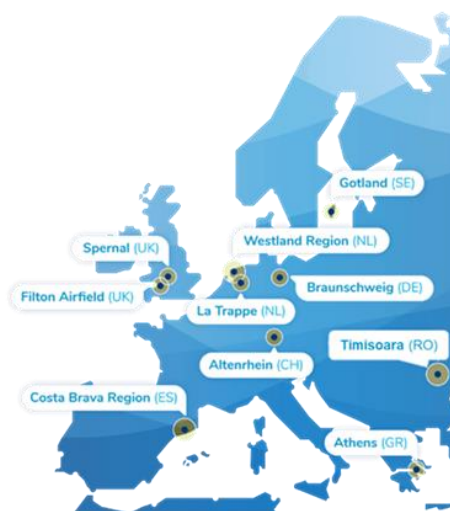 Gotland (SE)
Spernal (UK)
Westland Region (NL)
Filton Airfield (UK)
Braunschweig (DE)
La Trappe (NL)
Timisoara (RO)
Altenrhein (CH)
Costa Brava Region (ES)
Athens (GR)